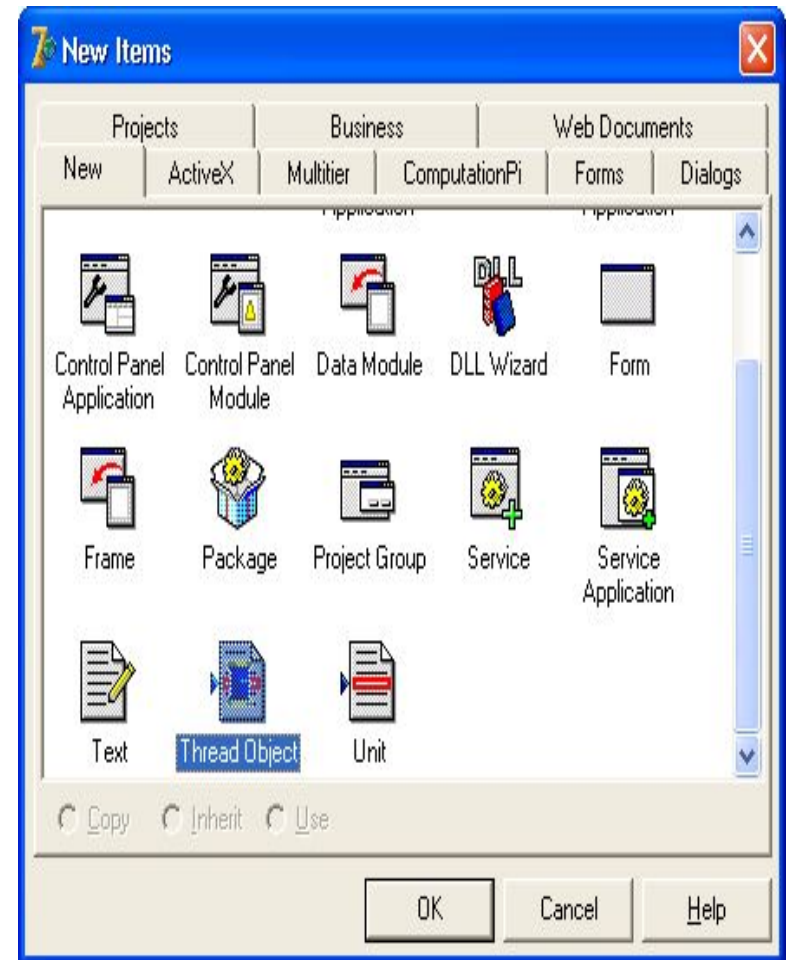 New Items
Projects Business Web Documents
New ActiveX Multitier ComputationPi Forms Dialogs
Control Panel Application Control Panel Module Data Module DLL Wizard Form
Frame Package Project Group Service Service Application
Text Thread Object Unit
Copy Inherit Use
OK Cancel Help